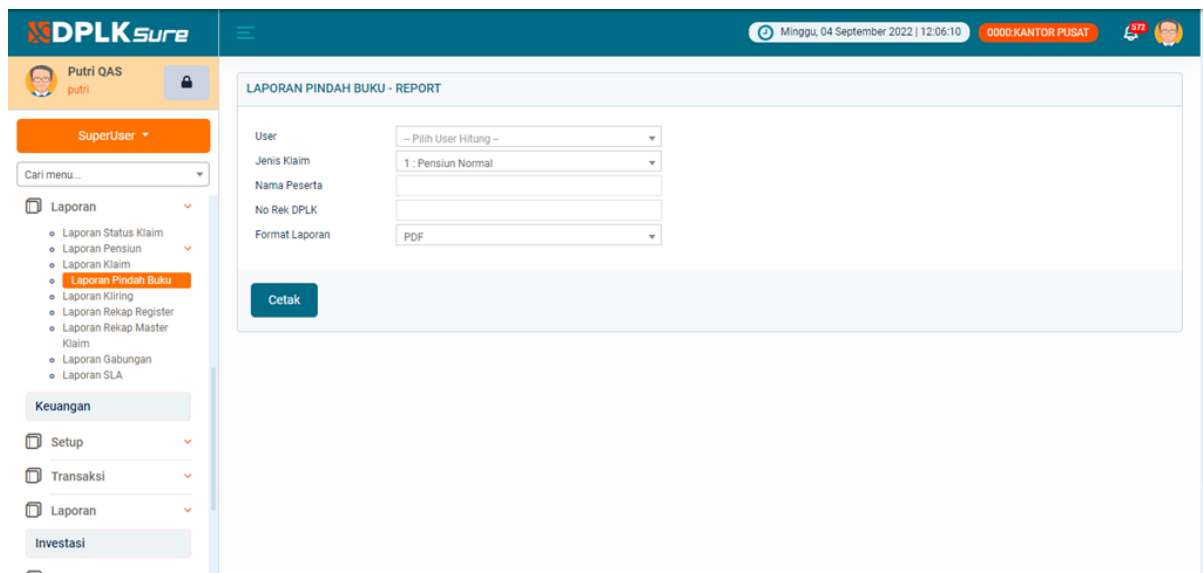 DPLKSure
Minggu, 04 September 2022 | 12:06:10
0000:KANTOR PUSAT
572
Putri QAS
putri
SuperUser
Cari menu...
Laporan
Laporan Status Klaim
Laporan Pensiun
Laporan Klaim
Laporan Pindah Buku
Laporan Kliring
Laporan Rekap Register
Laporan Rekap Master
Klaim
Laporan Gabungan
Laporan SLA
Keuangan
Setup
Transaksi
Laporan
Investasi
LAPORAN PINDAH BUKU - REPORT
User
-- Pilih User Hitung --
Jenis Klaim
1 : Pensiun Normal
Nama Peserta
No Rek DPLK
Format Laporan
PDF
Cetak